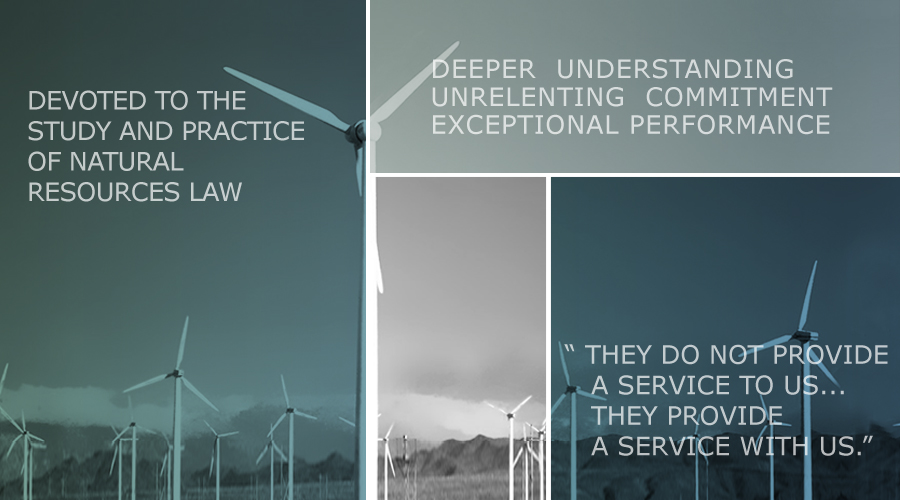 DEVOTED TO THE
STUDY AND PRACTICE
OF NATURAL
RESOURCES LAW
DEEPER UNDERSTANDING
UNRELENTING COMMITMENT
EXCEPTIONAL PERFORMANCE
“ THEY DO NOT PROVIDE
A SERVICE TO US...
THEY PROVIDE
A SERVICE WITH US.”